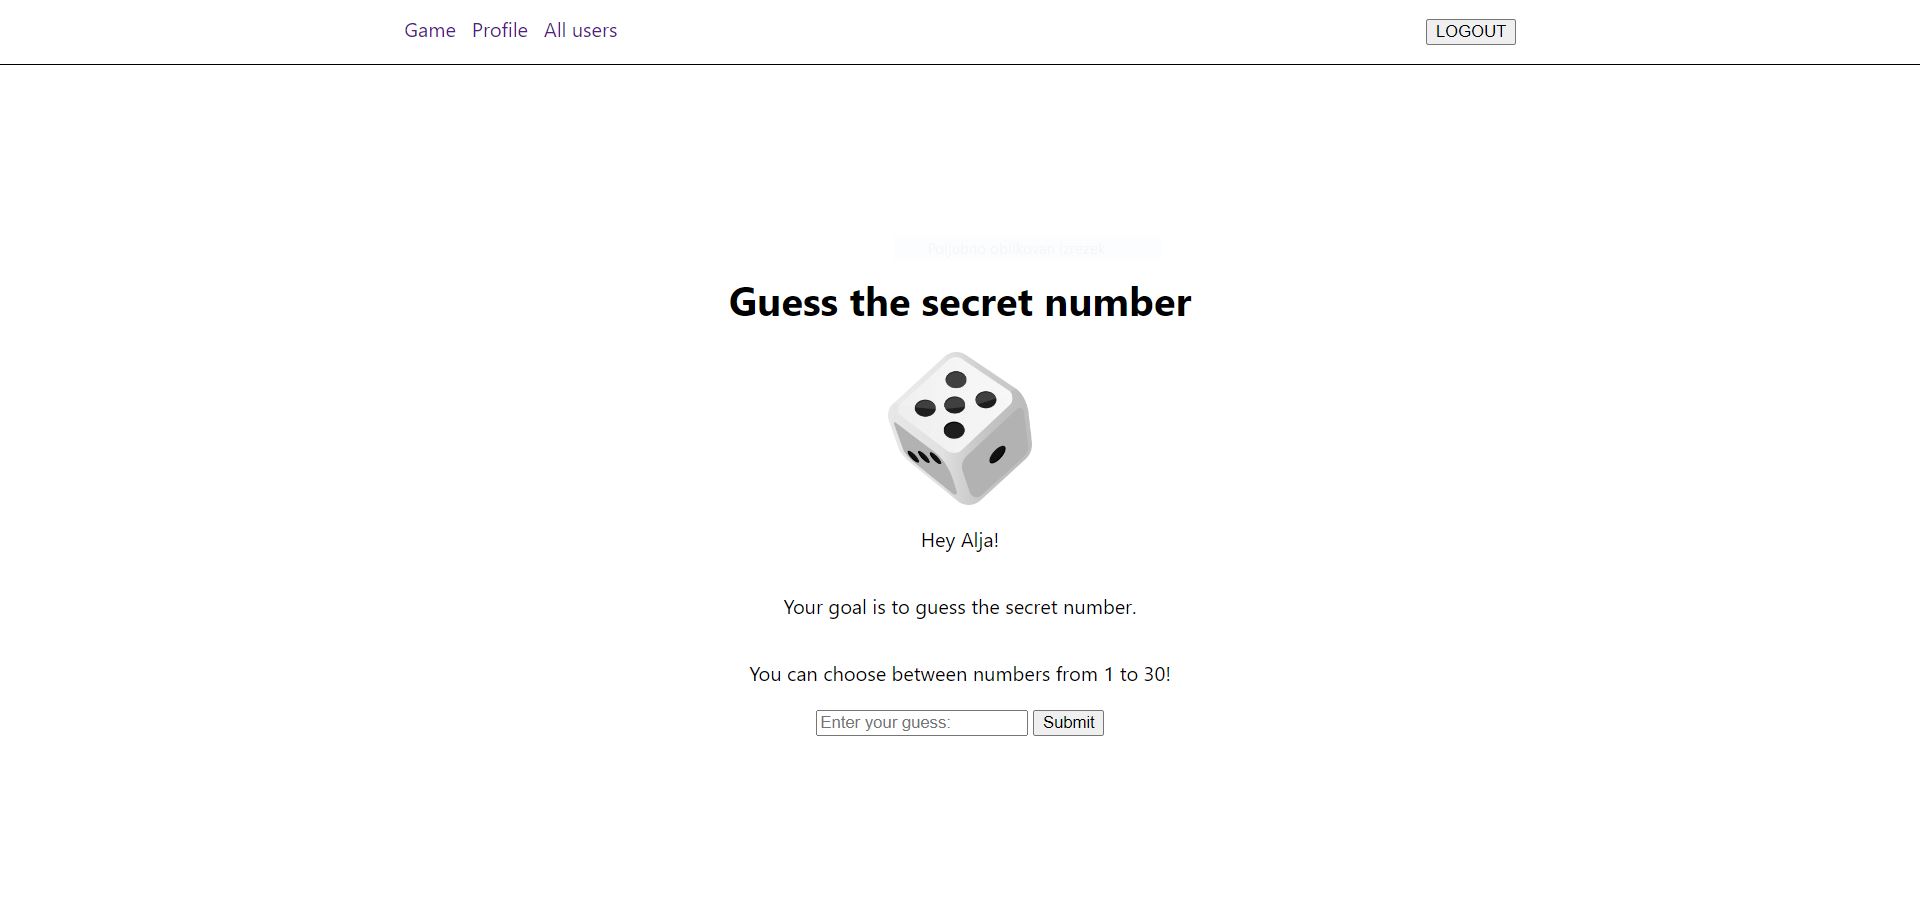 Game Profile All users LOGOUT
Poljubno oblikovan izrezek
Guess the secret number
Hey Alja!
Your goal is to guess the secret number.
You can choose between numbers from 1 to 30!
Enter your guess: Submit